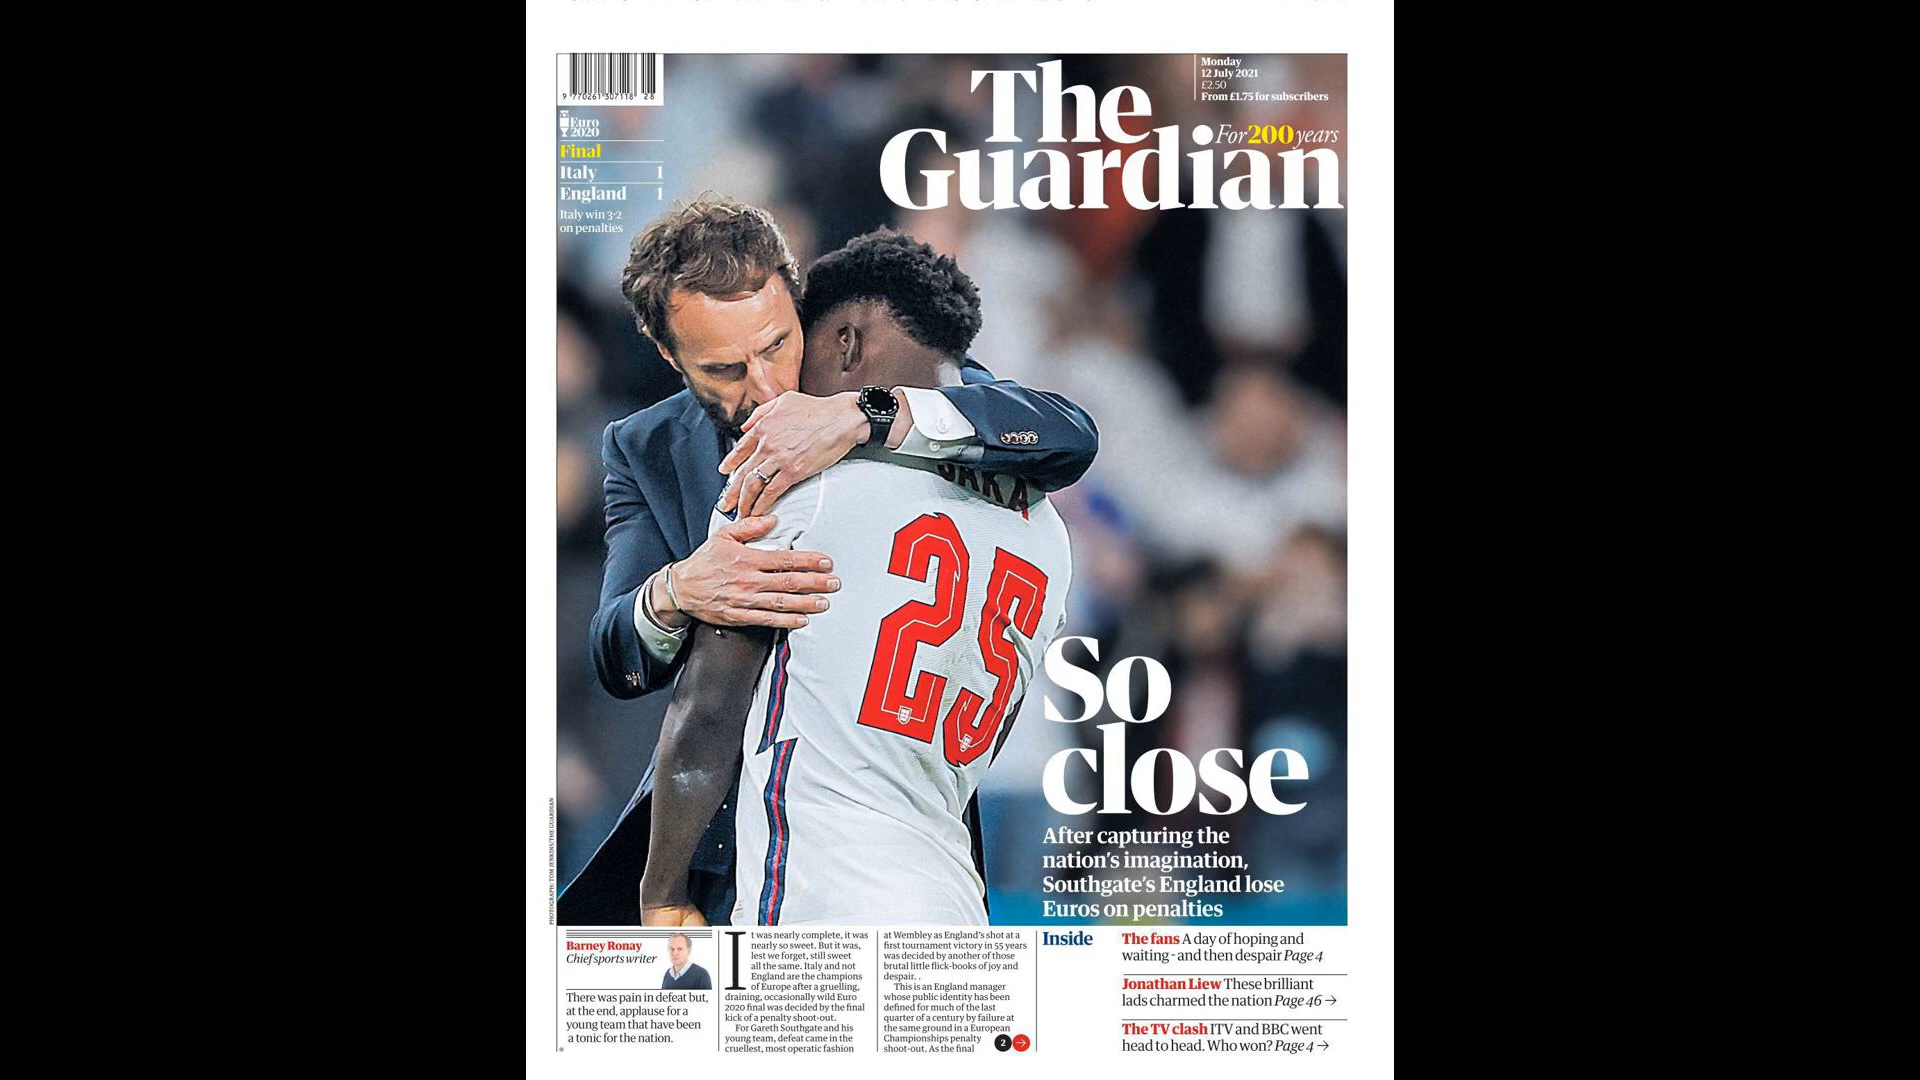 9 770261 307118 28
Monday
12 July 2021
£2.50
From £1.75 for subscribers
The
Guardian
For 200 years
Euro
2020
Final
Italy 1
England 1
Italy win 3-2
on penalties
25
So
close
After capturing the
nation's imagination,
Southgate's England lose
Euros on penalties
PHOTOGRAPH: TOM JENKINS/THE GUARDIAN
Barney Ronay
Chief sports writer
There was pain in defeat but,
at the end, applause for a
young team that have been
a tonic for the nation.
It was nearly complete, it was
nearly so sweet. But it was,
lest we forget, still sweet
all the same. Italy and not
England are the champions
of Europe after a gruelling,
draining, occasionally wild Euro
2020 final was decided by the final
kick of a penalty shoot-out.
For Gareth Southgate and his
young team, defeat came in the
cruellest, most operatic fashion
at Wembley as England's shot at a
first tournament victory in 55 years
was decided by another of those
brutal little flick-books of joy and
despair. .
This is an England manager
whose public identity has been
defined for much of the last
quarter of a century by failure at
the same ground in a European
Championships penalty
shoot-out. As the final
2 →
Inside
The fans A day of hoping and
waiting - and then despair Page 4
Jonathan Liew These brilliant
lads charmed the nation Page 46 →
The TV clash ITV and BBC went
head to head. Who won? Page 4 →